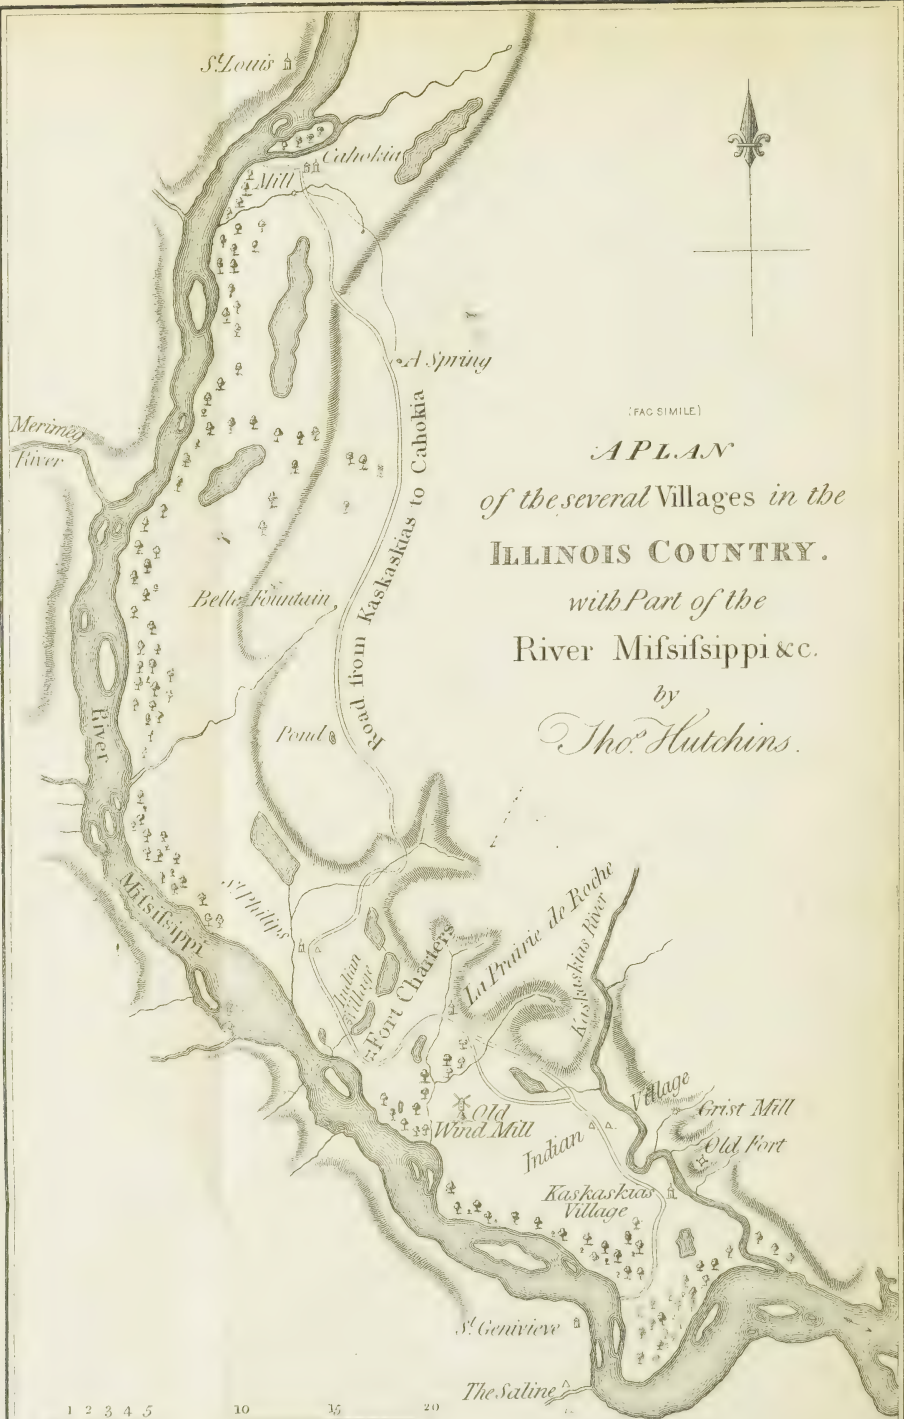 St. Louis
Cahokia
Mill
A Spring
Merimeg
River
Road from Kaskaskias to Cahokia
Belle Fountain
Pond
River
Missisippi
St. Philips
Indian
Village
Fort Charters
La Prairie de Roche
Kaskaskias River
Old
Wind Mill
Indian Village
Grist Mill
Old Fort
Kaskaskias
Village
St. Genivieve
The Saline
(FAC SIMILE)
A PLAN
of the several Villages in the
ILLINOIS COUNTRY.
with Part of the
River Miſsiſsippi &c.
by
Tho.s Hutchins.
1 2 3 4 5 10 15 20